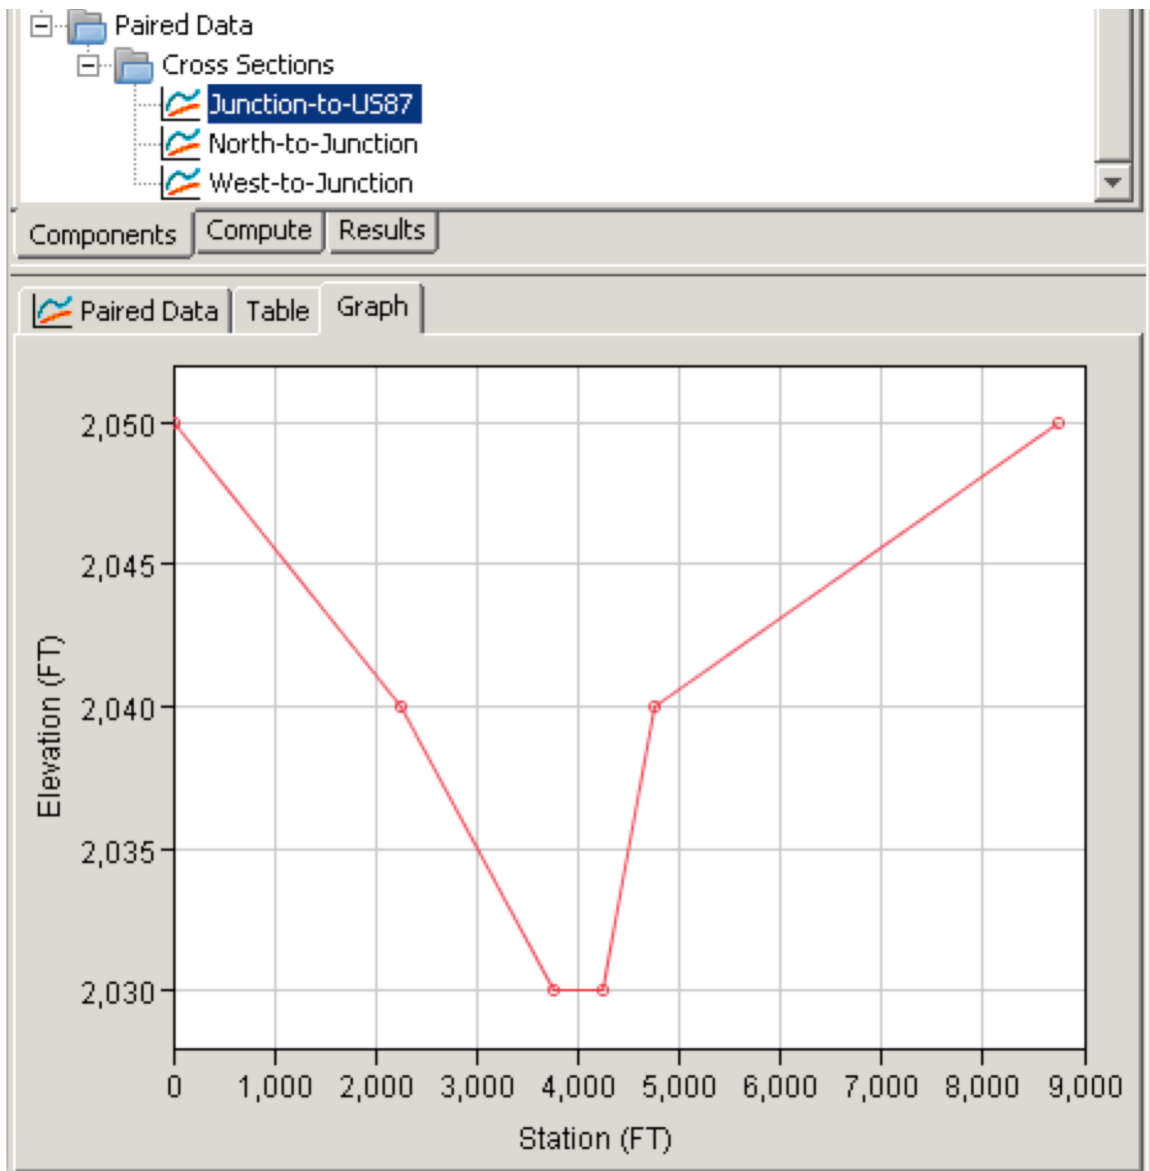 Paired Data
Cross Sections
Junction-to-US87
North-to-Junction
West-to-Junction
Components Compute Results
Paired Data Table Graph
2,050
2,045
2,040
2,035
2,030
Elevation (FT)
0 1,000 2,000 3,000 4,000 5,000 6,000 7,000 8,000 9,000
Station (FT)